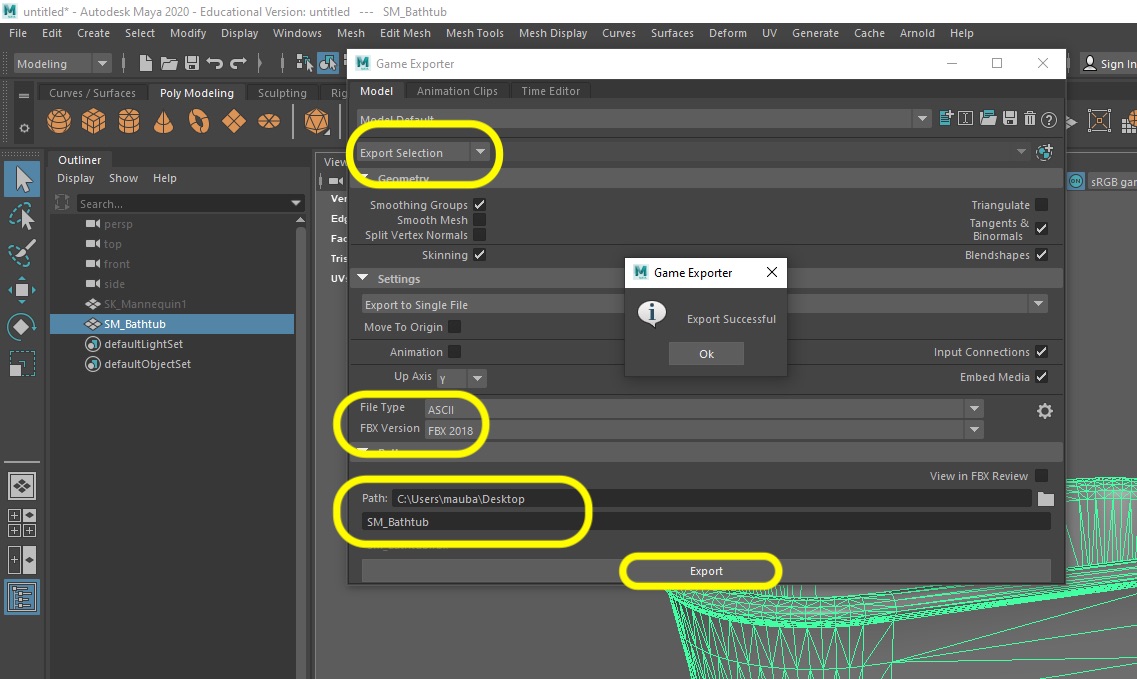 untitled* - Autodesk Maya 2020 - Educational Version: untitled --- SM_Bathtub
File Edit Create Select Modify Display Windows Mesh Edit Mesh Mesh Tools Mesh Display Curves Surfaces Deform UV Generate Cache Arnold Help
Modeling
Game Exporter
Sign In
Model Animation Clips Time Editor
Curves / Surfaces Poly Modeling Sculpting
Model Default
Export Selection
Outliner
Display Show Help
Search...
persp
top
front
side
SK_Mannequin1
SM_Bathtub
defaultLightSet
defaultObjectSet
View
Ver
Edg
Fac
Tris
UVs
ON
sRGB gar
Geometry
Smoothing Groups
Smooth Mesh
Split Vertex Normals
Skinning
Triangulate
Tangents &
Binormals
Blendshapes
Settings
Export to Single File
Move To Origin
Animation
Input Connections
Up Axis y
Embed Media
Game Exporter
Export Successful
Ok
File Type ASCII
FBX Version FBX 2018
View in FBX Review
Path: C:\Users\mauba\Desktop
SM_Bathtub
Export